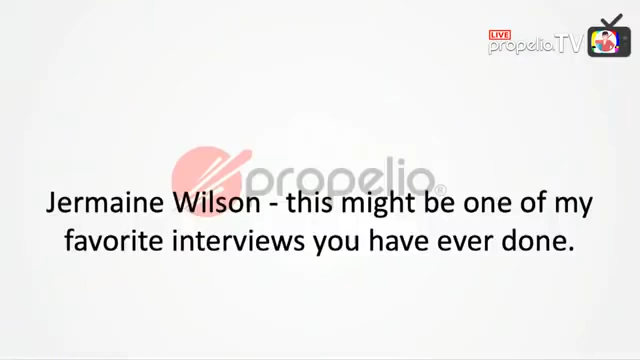 LIVE
propelio.TV
propelio®
Jermaine Wilson - this might be one of my
favorite interviews you have ever done.